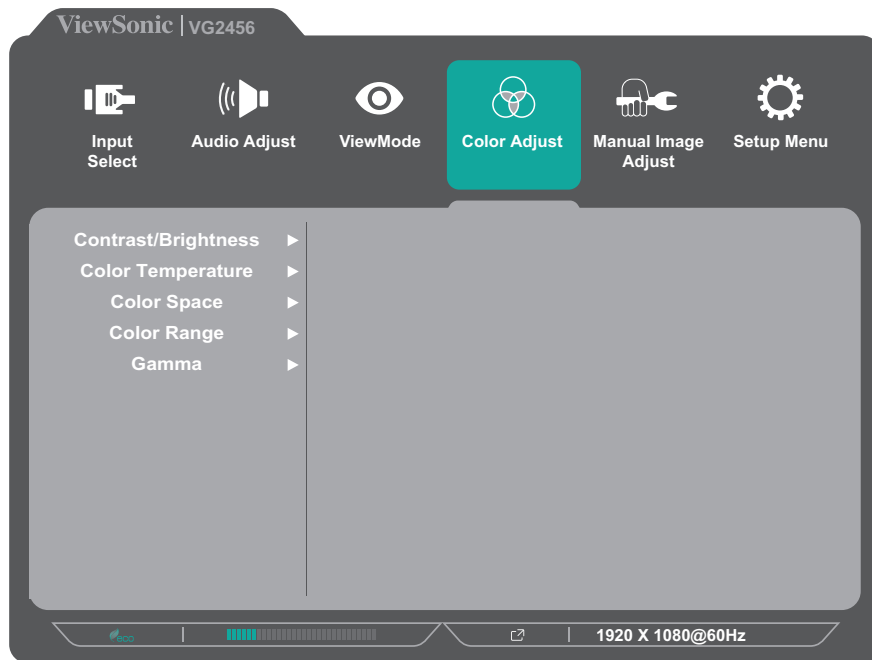 ViewSonic | VG2456
Input
Select
Audio Adjust
ViewMode
Color Adjust
Manual Image
Adjust
Setup Menu
Contrast/Brightness
Color Temperature
Color Space
Color Range
Gamma
eco
1920 X 1080@60Hz